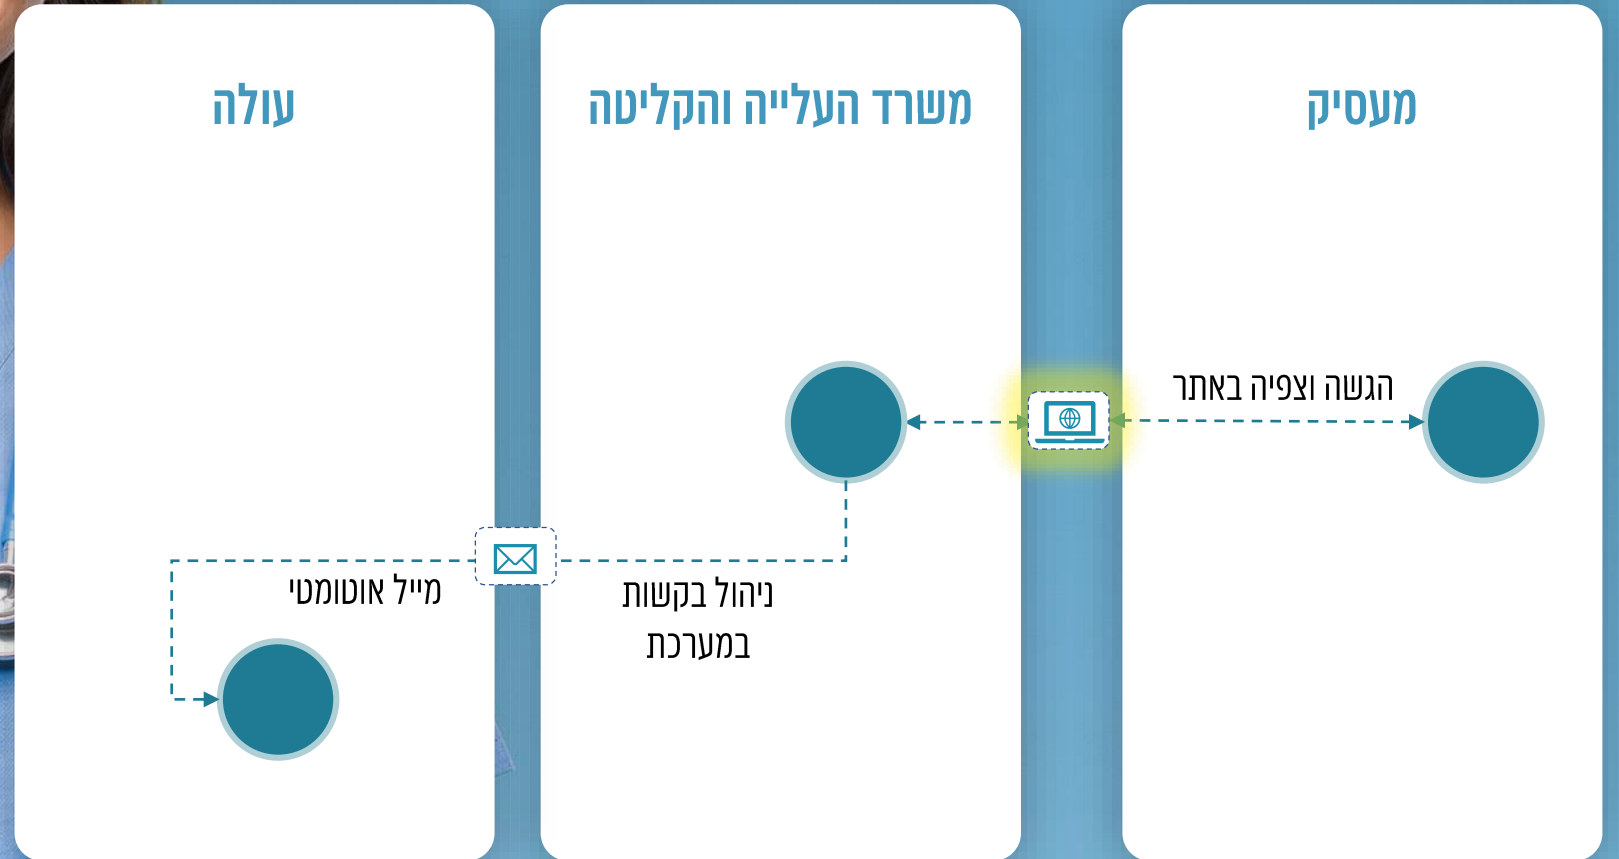 מעסיק
משרד העלייה והקליטה
עולה
הגשה וצפיה באתר
ניהול בקשות
במערכת
מייל אוטומטי